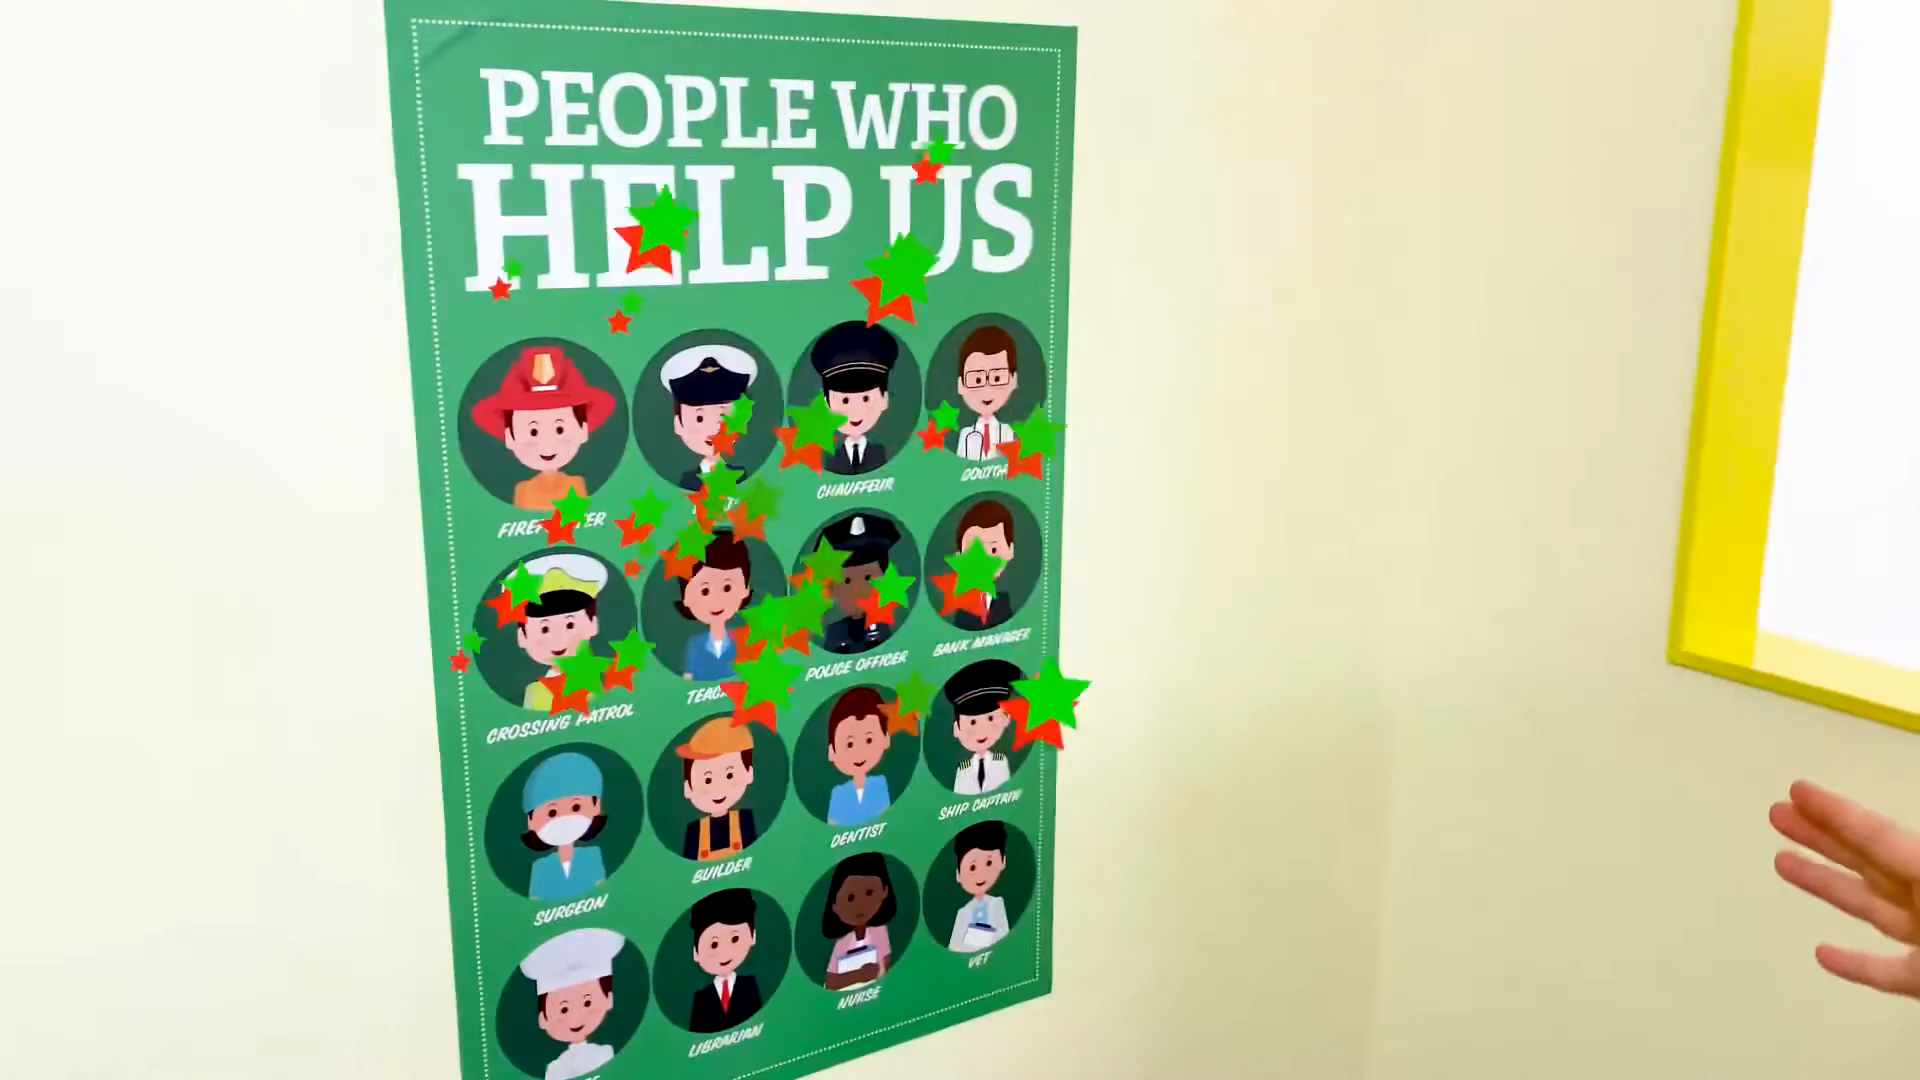 PEOPLE WHO
HELP US
CHAUFFEUR
DOCTOR
CROSSING PATROL
POLICE OFFICER
BANK MANAGER
SURGEON
BUILDER
DENTIST
SHIP CAPTAIN
LIBRARIAN
NURSE
VET